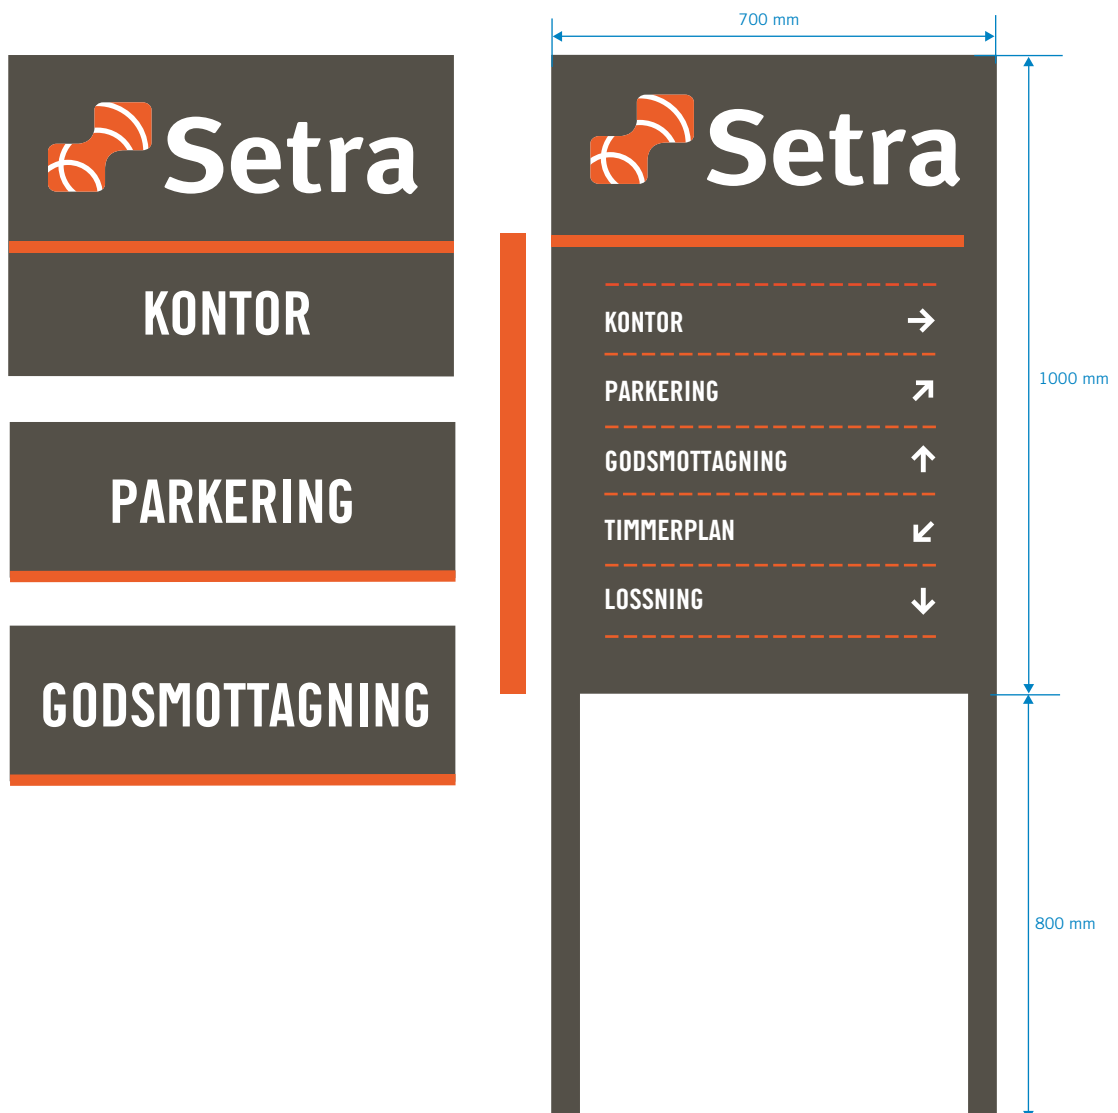 Setra
KONTOR
PARKERING
GODSMOTTAGNING
700 mm
Setra
KONTOR
PARKERING
GODSMOTTAGNING
TIMMERPLAN
LOSSNING
1000 mm
800 mm